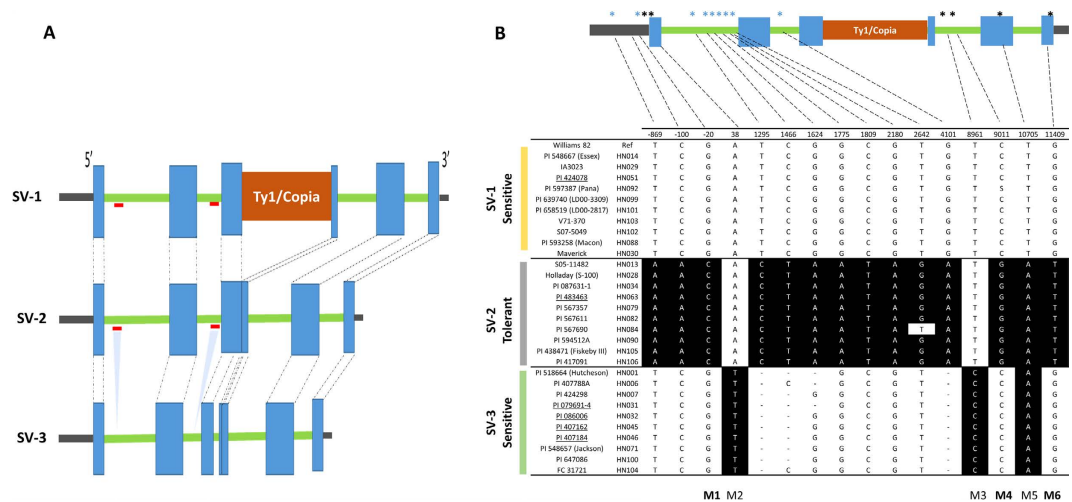 A
B
* * * * * * * * * * * * * * * *
Ty1/Copia
5’
3’
SV-1
Ty1/Copia
SV-2
SV-3
-869 -100 -20 38 1295 1466 1624 1775 1809 2180 2642 4101 8961 9011 10705 11409
SV-1
Sensitive
Williams 82 Ref T C G A T C G G C G T G T C T G
PI 548667 (Essex) HN014 T C G A T C G G C G T G T C T G
IA3023 HN029 T C G A T C G G C G T G T C T G
PI 424078 HN051 T C G A T C G G C G T G T C T G
PI 597387 (Pana) HN092 T C G A T C G G C G T G T S T G
PI 639740 (LD00-3309) HN099 T C G A T C G G C G T G T C T G
PI 658519 (LD00-2817) HN101 T C G A T C G G C G T G T C T G
V71-370 HN103 T C G A T C G G C G T G T C T G
S07-5049 HN102 T C G A T C G G C G T G T C T G
PI 593258 (Macon) HN088 T C G A T C G G C G T G T C T G
Maverick HN030 T C G A T C G G C G T G T C T G
SV-2
Tolerant
S05-11482 HN013 A A C A C T A A T A G A T G A T
Holladay (S-100) HN028 A A C A C T A A T A G A T G A T
PI 087631-1 HN034 A A C A C T A A T A G A T G A T
PI 483463 HN063 A A C A C T A A T A G A T G A T
PI 567357 HN079 A A C A C T A A T A G A T G A T
PI 567611 HN082 A A C A C T A A T A G A T G A T
PI 567690 HN084 A A C A C T A A T A T A T G A T
PI 594512A HN090 A A C A C T A A T A G A T G A T
PI 438471 (Fiskeby III) HN105 A A C A C T A A T A G A T G A T
PI 417091 HN106 A A C A C T A A T A G A T G A T
SV-3
Sensitive
PI 518664 (Hutcheson) HN001 T C G T - - - G C G T - C C A G
PI 407788A HN006 T C G T - C - G C G T - C C A G
PI 424298 HN007 T C G T - - G G C G T - C C A G
PI 079691-4 HN031 T C G T - - - G C G T - C C A G
PI 086006 HN032 T C G T - - G G C G T - C C A G
PI 407162 HN045 T C G T - - G G C G T - C C A G
PI 407184 HN046 T C G T - - - G C G T - C C A G
PI 548657 (Jackson) HN071 T C G T - - G G C G T - C C A G
PI 647086 HN100 T C G T - - - G C G T - C C A G
FC 31721 HN104 T C G T - C G G C G T - C C A G
M1 M2 M3 M4 M5 M6